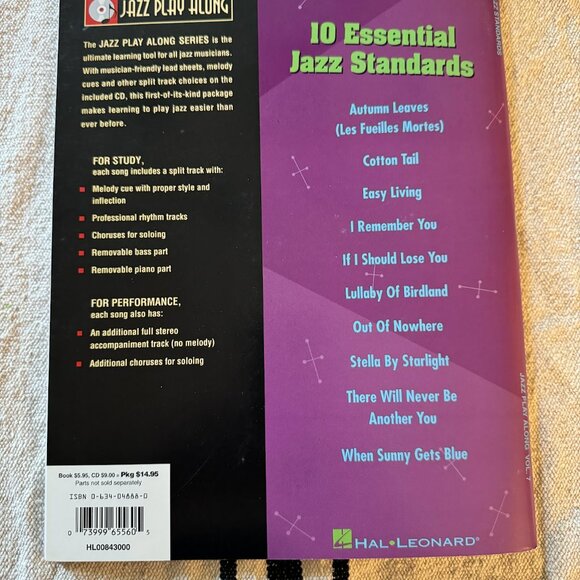 JAZZ PLAY ALONG
The JAZZ PLAY ALONG SERIES is the
ultimate learning tool for all jazz musicians.
With musician-friendly lead sheets, melody
cues and other split track choices on the
included CD, this first-of-its-kind package
makes learning to play jazz easier than
ever before.
FOR STUDY,
each song includes a split track with:
Melody cue with proper style and
inflection
Professional rhythm tracks
Choruses for soloing
Removable bass part
Removable piano part
FOR PERFORMANCE,
each song also has:
An additional full stereo
accompaniment track (no melody)
Additional choruses for soloing
Book $5.95, CD $9.00 = Pkg $14.95
Parts not sold separately
ISBN 0-634-04888-0
0 73999 65560 5
HL00843000
10 Essential
Jazz Standards
Autumn Leaves
(Les Fueilles Mortes)
Cotton Tail
Easy Living
I Remember You
If I Should Lose You
Lullaby Of Birdland
Out Of Nowhere
Stella By Starlight
There Will Never Be
Another You
When Sunny Gets Blue
HAL•LEONARD®
JAZZ STANDARDS
JAZZ PLAY ALONG, VOL. 7